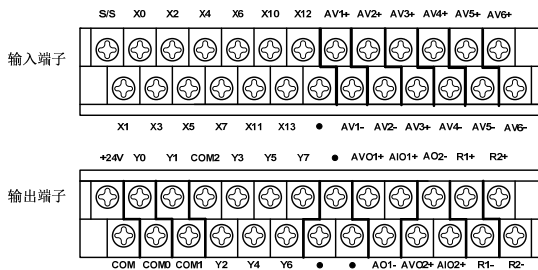 S/S X0 X2 X4 X6 X10 X12 AV1+ AV2+ AV3+ AV4+ AV5+ AV6+
输入端子
X1 X3 X5 X7 X11 X13 ● AV1- AV2- AV3+ AV4- AV5- AV6-
+24V Y0 Y1 COM2 Y3 Y5 Y7 ● AVO1+ AIO1+ AO2- R1+ R2+
输出端子
COM COM0 COM1 Y2 Y4 Y6 ● ● AO1- AVO2+ AIO2+ R1- R2-